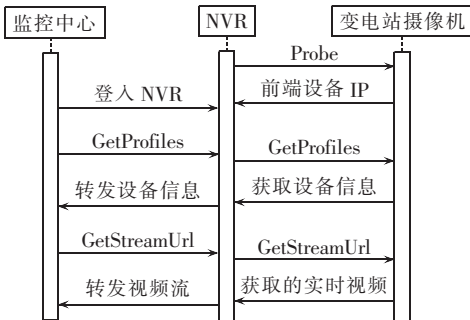 监控中心
NVR
变电站摄像机
Probe
前端设备 IP
登入 NVR
GetProfiles
GetProfiles
转发设备信息
获取设备信息
GetStreamUrl
GetStreamUrl
转发视频流
获取的实时视频